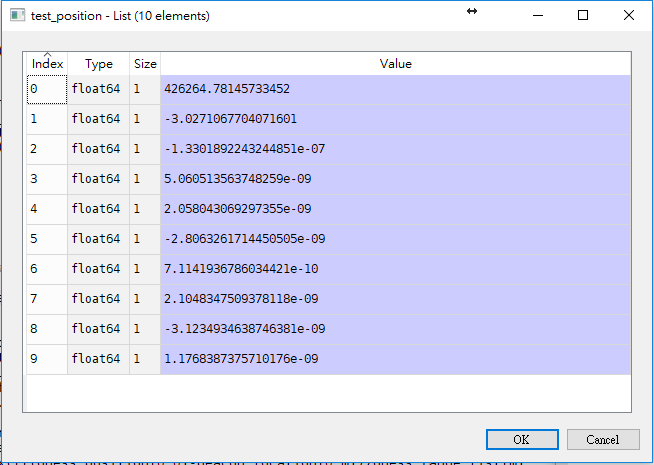 test_position - List (10 elements)
Index Type Size Value
0 float64 1 426264.78145733452
1 float64 1 -3.0271067704071601
2 float64 1 -1.3301892243244851e-07
3 float64 1 5.060513563748259e-09
4 float64 1 2.058043069297355e-09
5 float64 1 -2.8063261714450505e-09
6 float64 1 7.1141936786034421e-10
7 float64 1 2.1048347509378118e-09
8 float64 1 -3.1234934638746381e-09
9 float64 1 1.1768387375710176e-09
OK Cancel